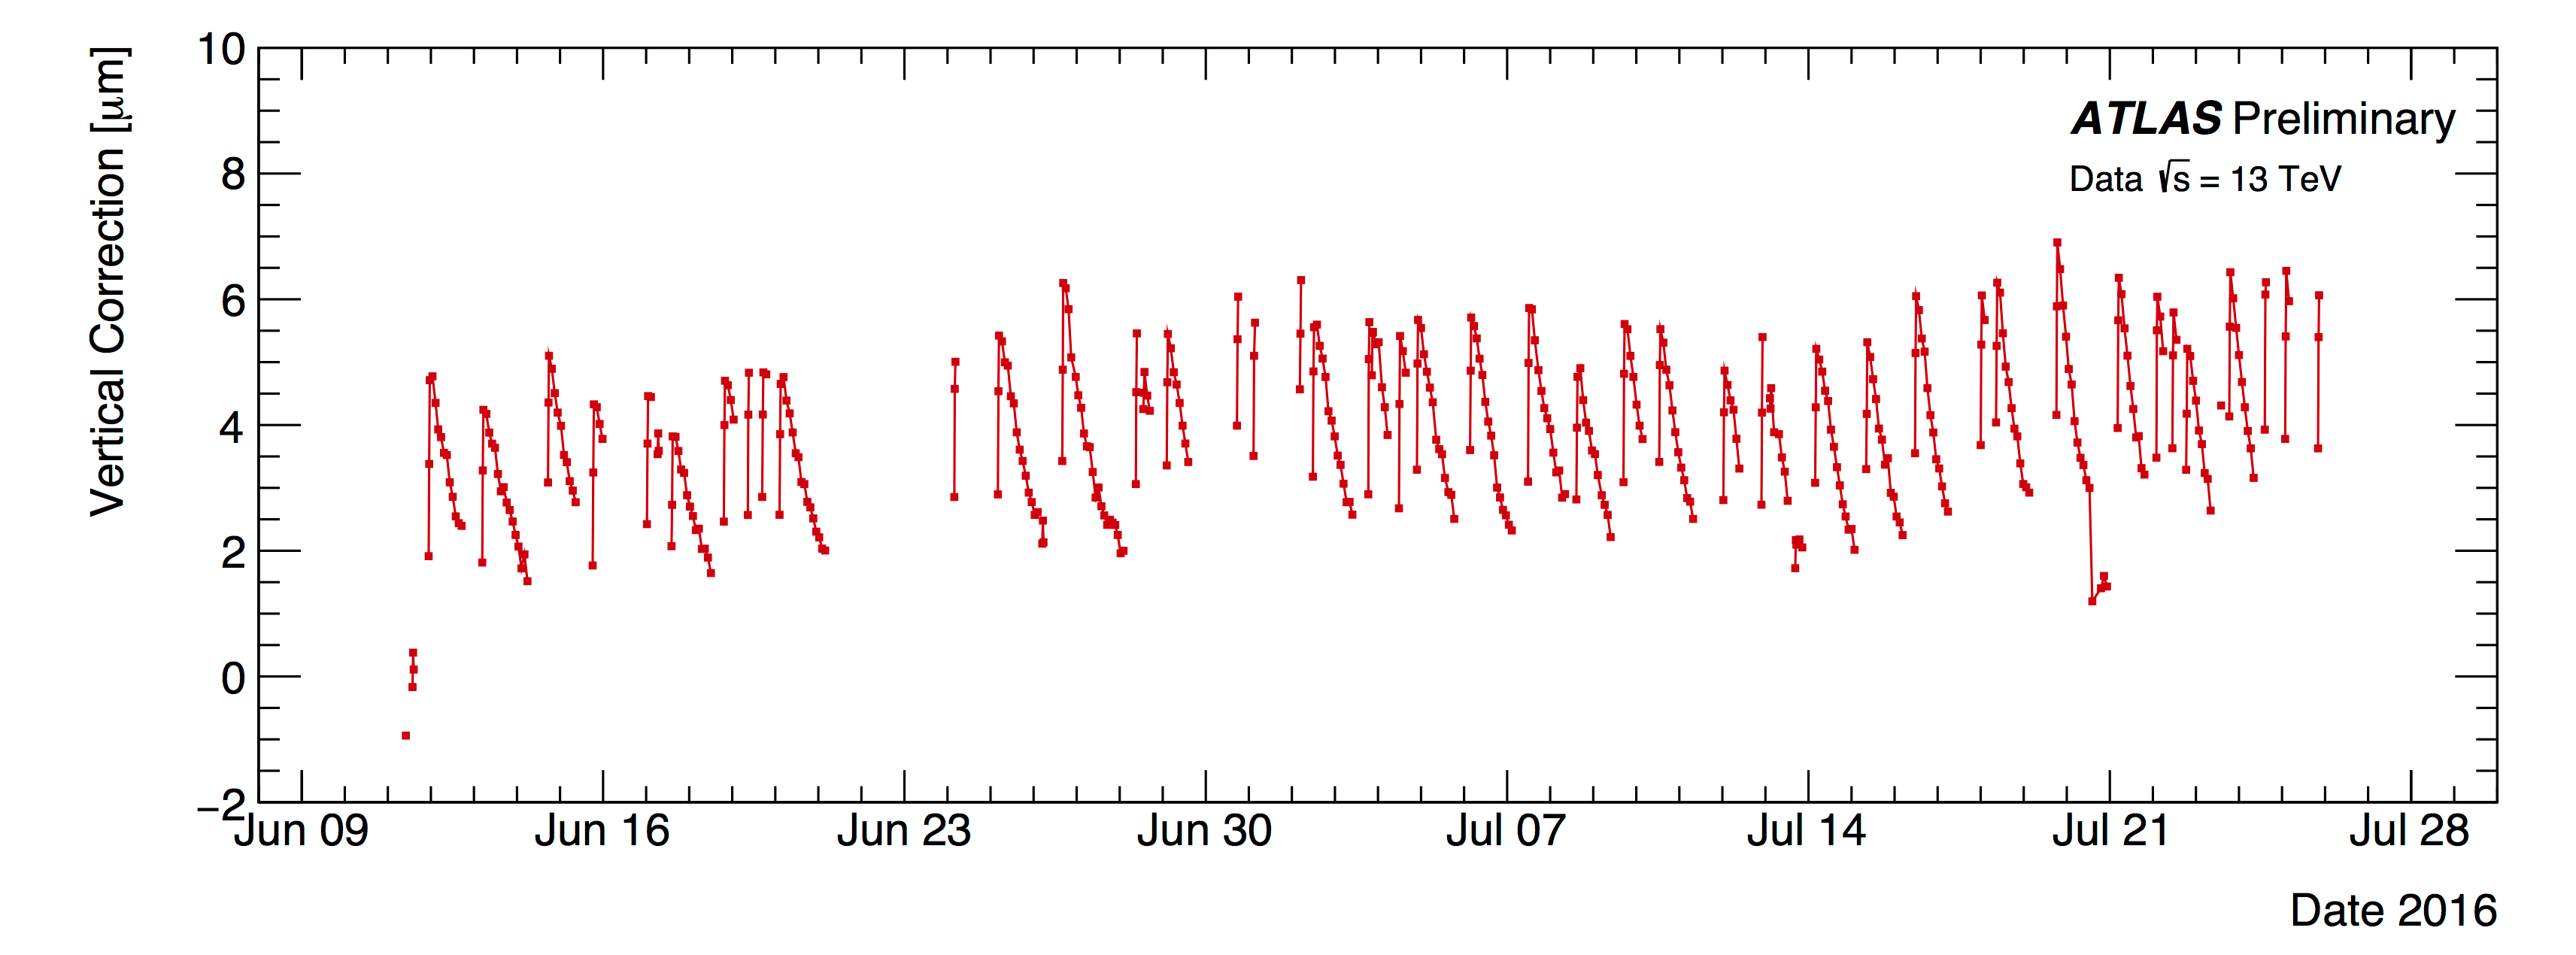 Vertical Correction [μm]
10
8
6
4
2
0
−2
ATLAS Preliminary
Data √s = 13 TeV
Jun 09 Jun 16 Jun 23 Jun 30 Jul 07 Jul 14 Jul 21 Jul 28
Date 2016